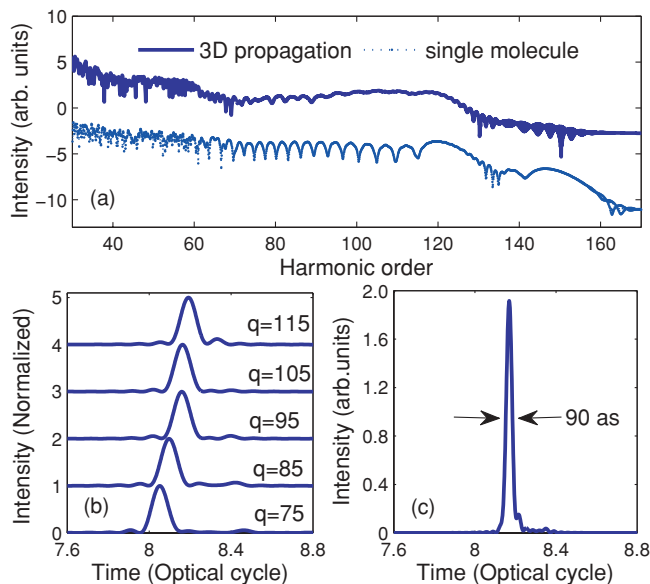 3D propagation
single molecule
Intensity (arb. units)
5
0
−5
−10
(a)
40 60 80 100 120 140 160
Harmonic order
Intensity (Normalized)
5
4
3
2
1
0
q=115
q=105
q=95
q=85
q=75
(b)
7.6 8 8.4 8.8
Time (Optical cycle)
Intensity (arb.units)
2.0
1.6
1.2
0.8
0.4
0
90 as
(c)
7.6 8 8.4 8.8
Time (Optical cycle)